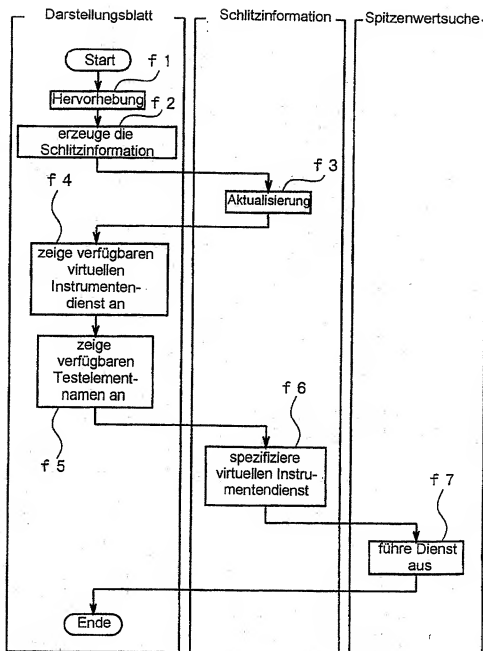 Darstellungsblatt
Schlitzinformation
Spitzenwertsuche
Start
f 1
Hervorhebung
f 2
erzeuge die
Schlitzinformation
f 3
Aktualisierung
f 4
zeige verfügbaren
virtuellen
Instrumenten-
dienst an
zeige
verfügbaren
Testelement-
namen an
f 5
f 6
spezifiziere
virtuellen Instru-
mentendienst
f 7
führe Dienst
aus
Ende